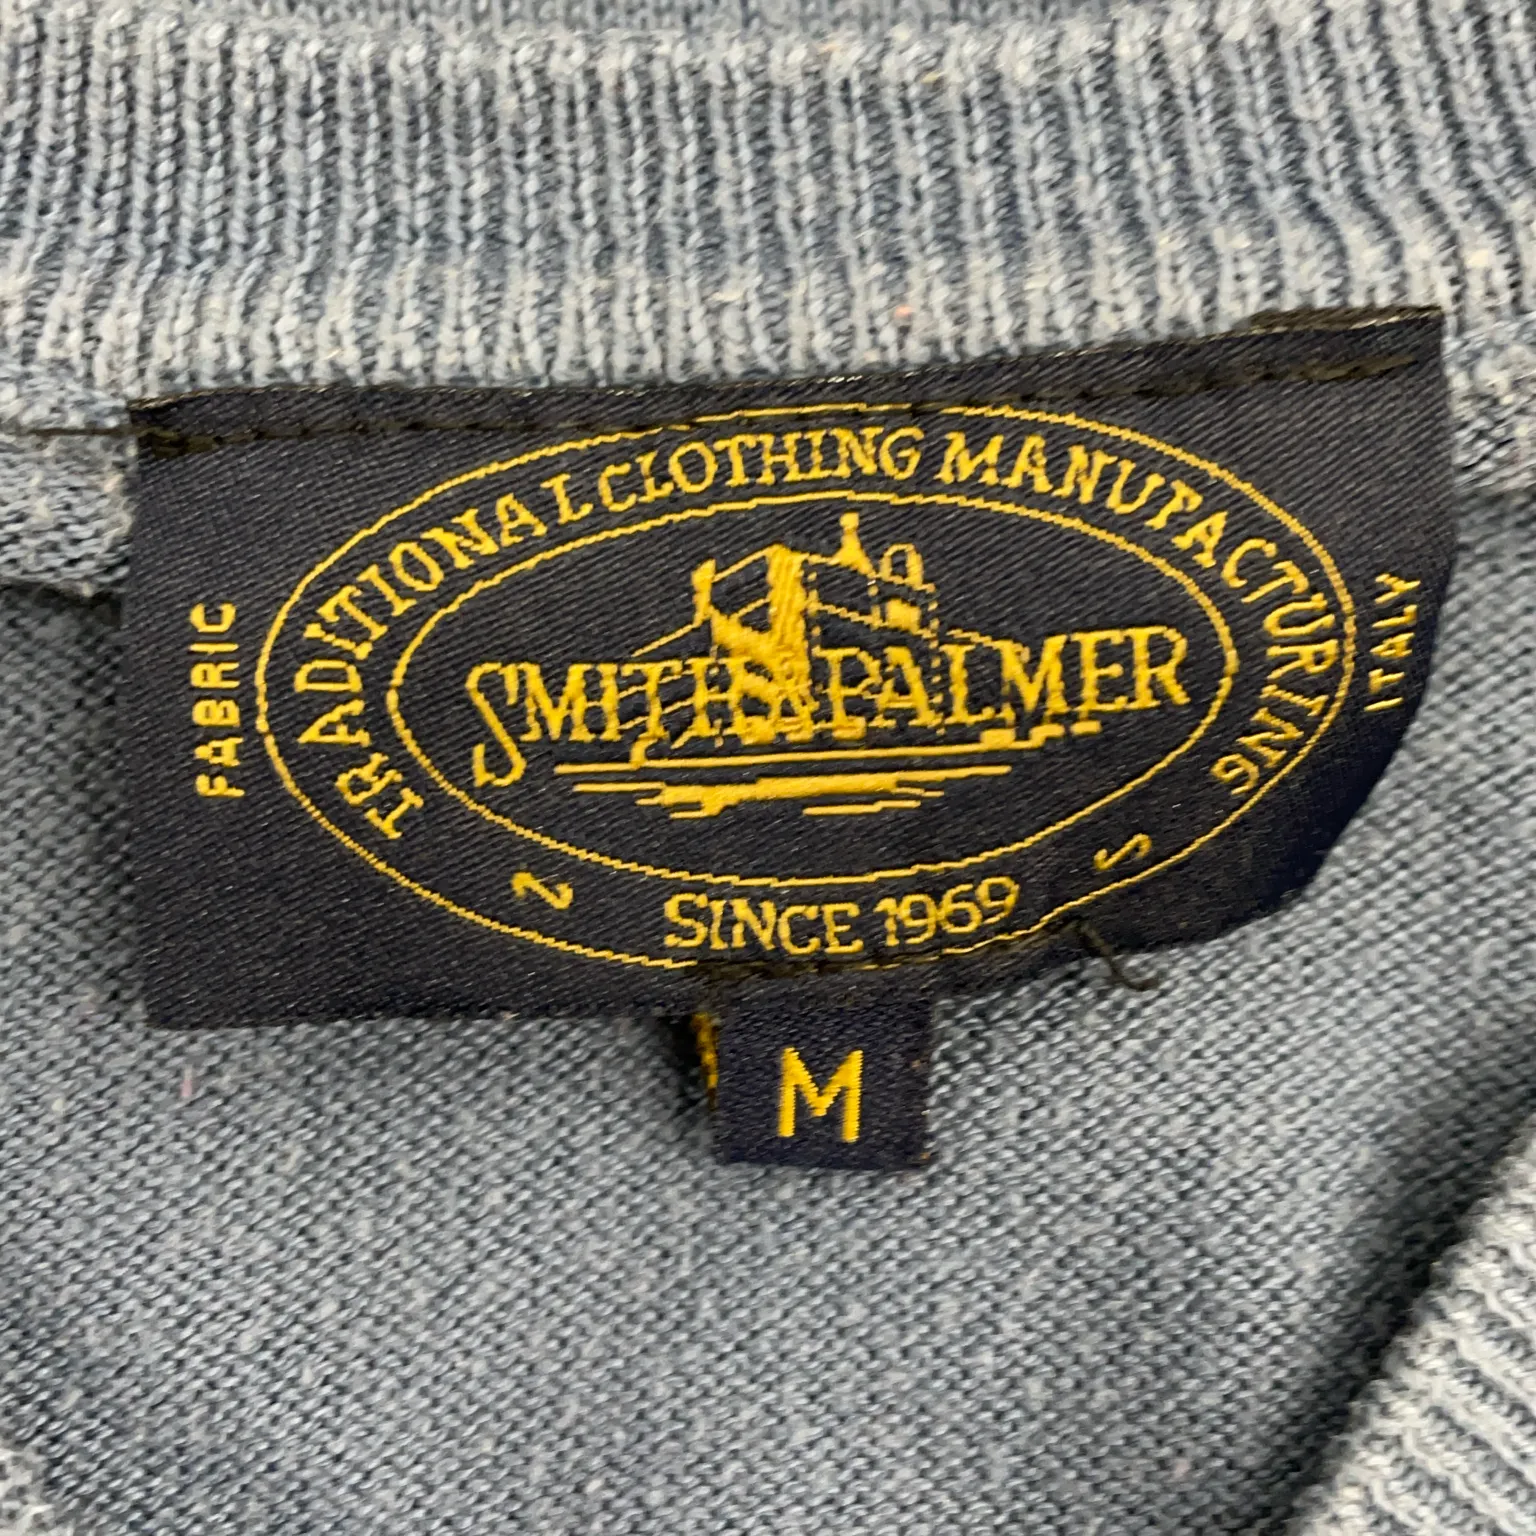 TRADITIONAL CLOTHING MANUFACTURING
FABRIC
SMITH & PALMER
ITALY
SINCE 1969
M